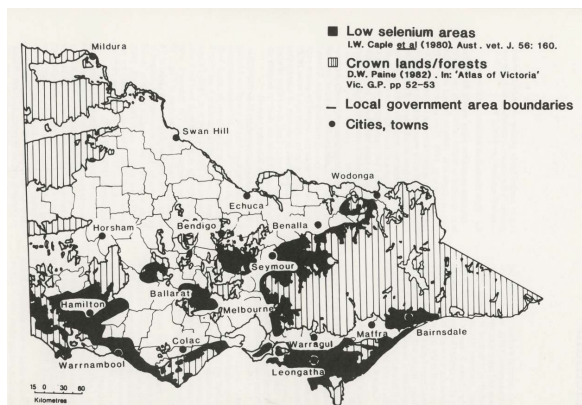 Low selenium areas
I.W. Caple et al (1980). Aust. vet. J. 56: 160.
Crown lands/forests
D.W. Paine (1982). In: 'Atlas of Victoria'
Vic. G.P. pp 52-53
Local government area boundaries
Cities, towns
Mildura
Swan Hill
Wodonga
Echuca
Horsham
Bendigo
Benalla
Seymour
Hamilton
Ballarat
Melbourne
Bairnsdale
Maffra
Warragul
Colac
Warrnambool
Leongatha
15 0 30 60
Kilometres